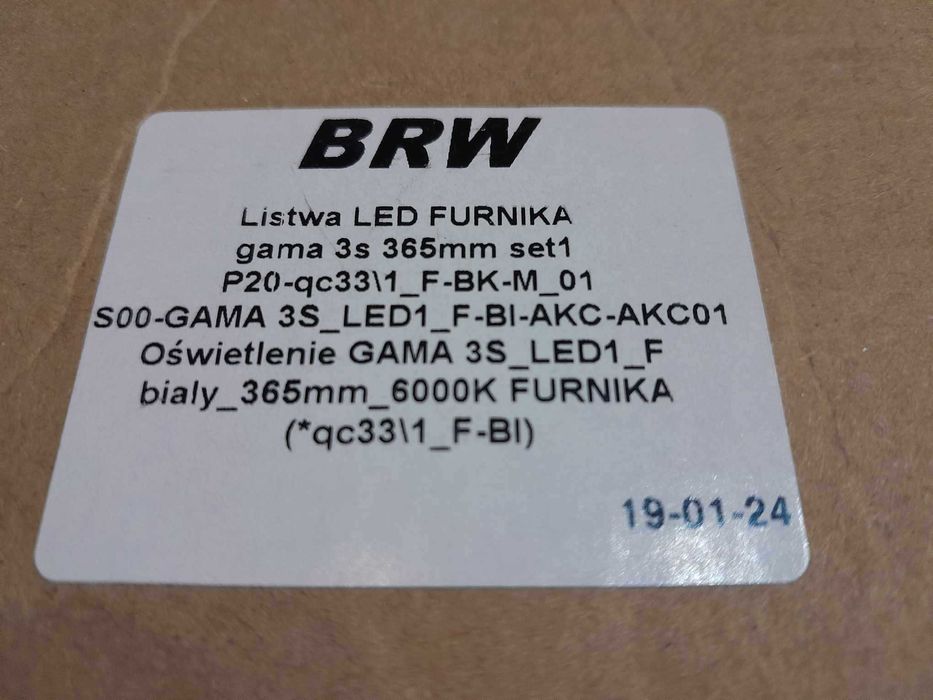 BRW
Listwa LED FURNIKA
gama 3s 365mm set1
P20-qc33\1_F-BK-M_01
S00-GAMA 3S_LED1_F-BI-AKC-AKC01
Oświetlenie GAMA 3S_LED1_F
bialy_365mm_6000K FURNIKA
(*qc33\1_F-BI)
19-01-24